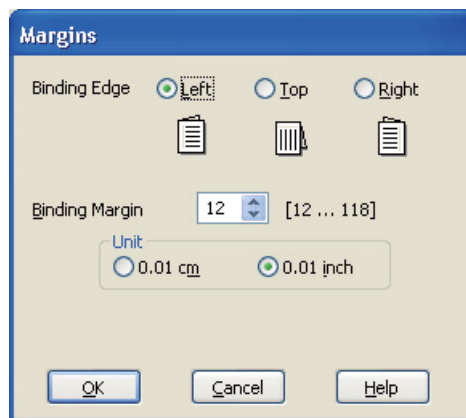 Margins
Binding Edge Left Top Right
Binding Margin 12 [12 ... 118]
Unit
0.01 cm 0.01 inch
OK Cancel Help